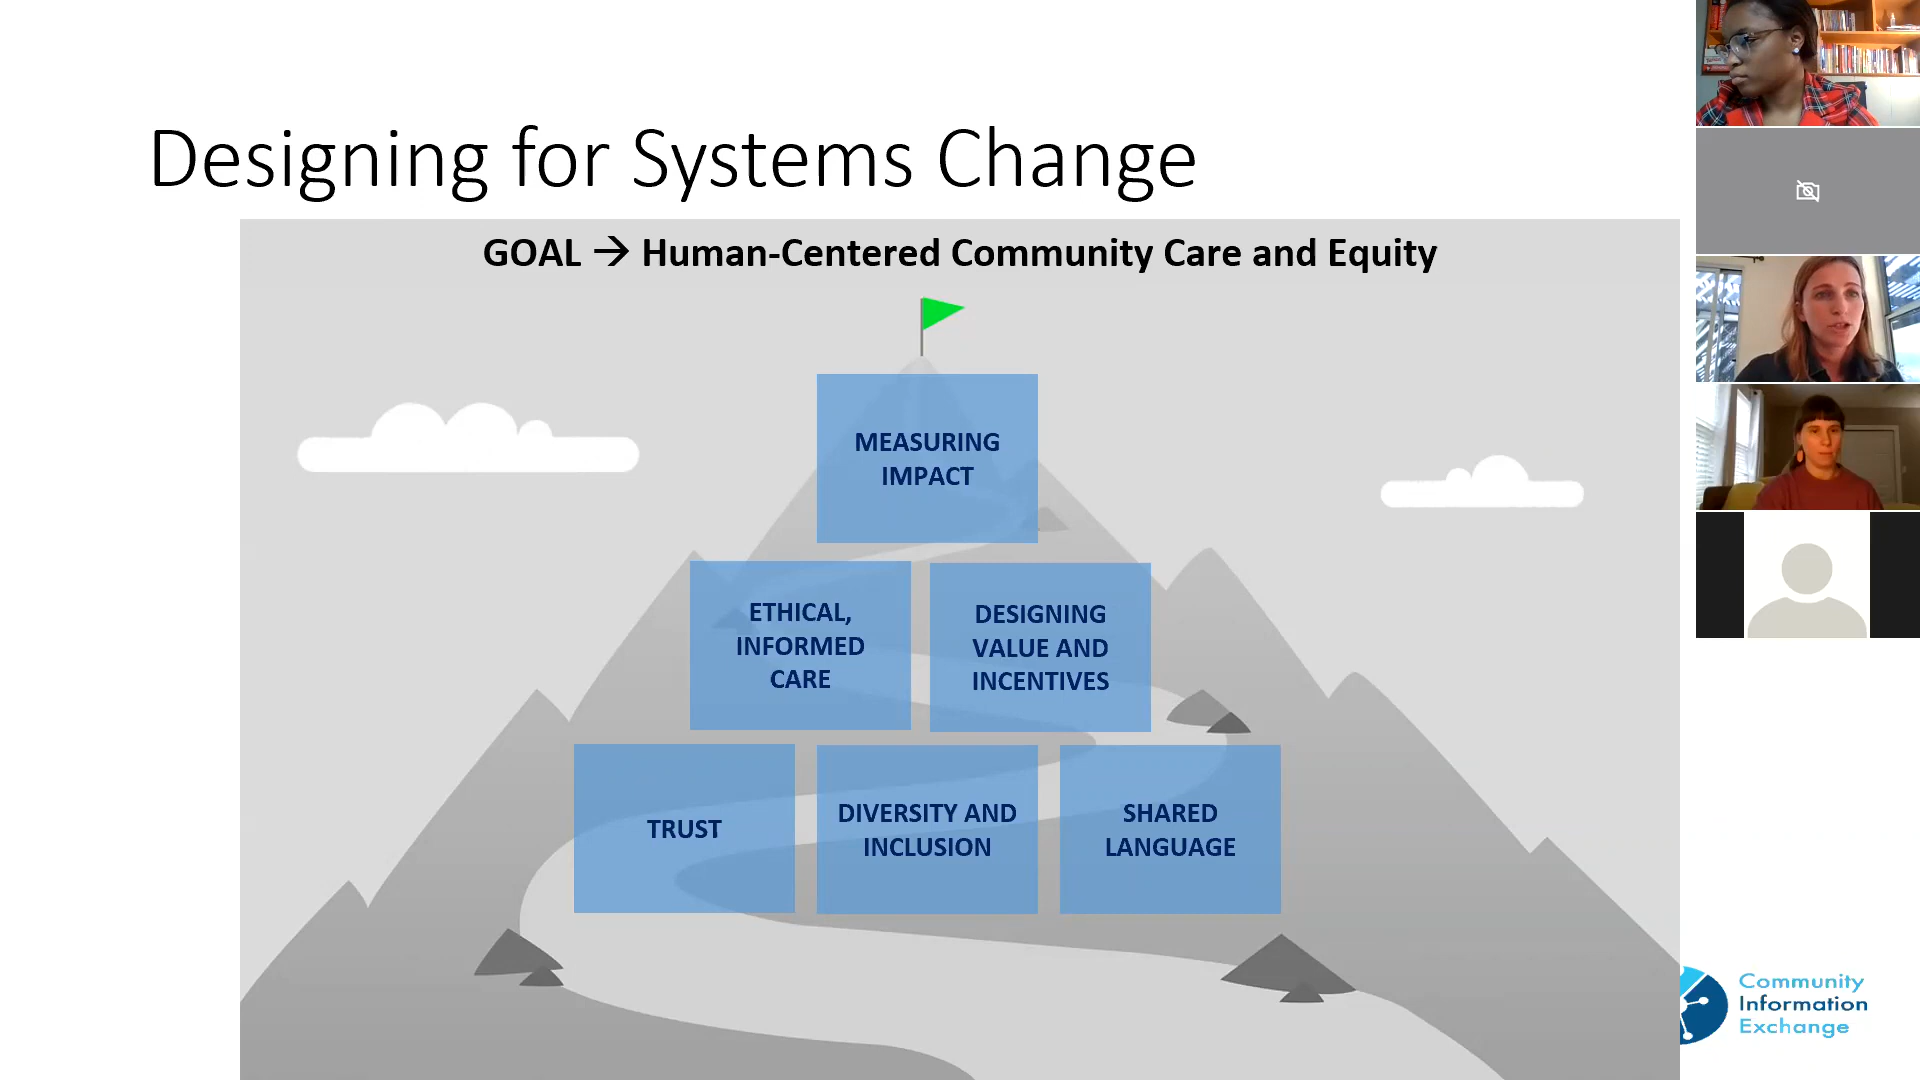 Designing for Systems Change
GOAL → Human-Centered Community Care and Equity
MEASURING
IMPACT
ETHICAL,
INFORMED
CARE
DESIGNING
VALUE AND
INCENTIVES
TRUST
DIVERSITY AND
INCLUSION
SHARED
LANGUAGE
Community
Information
Exchange